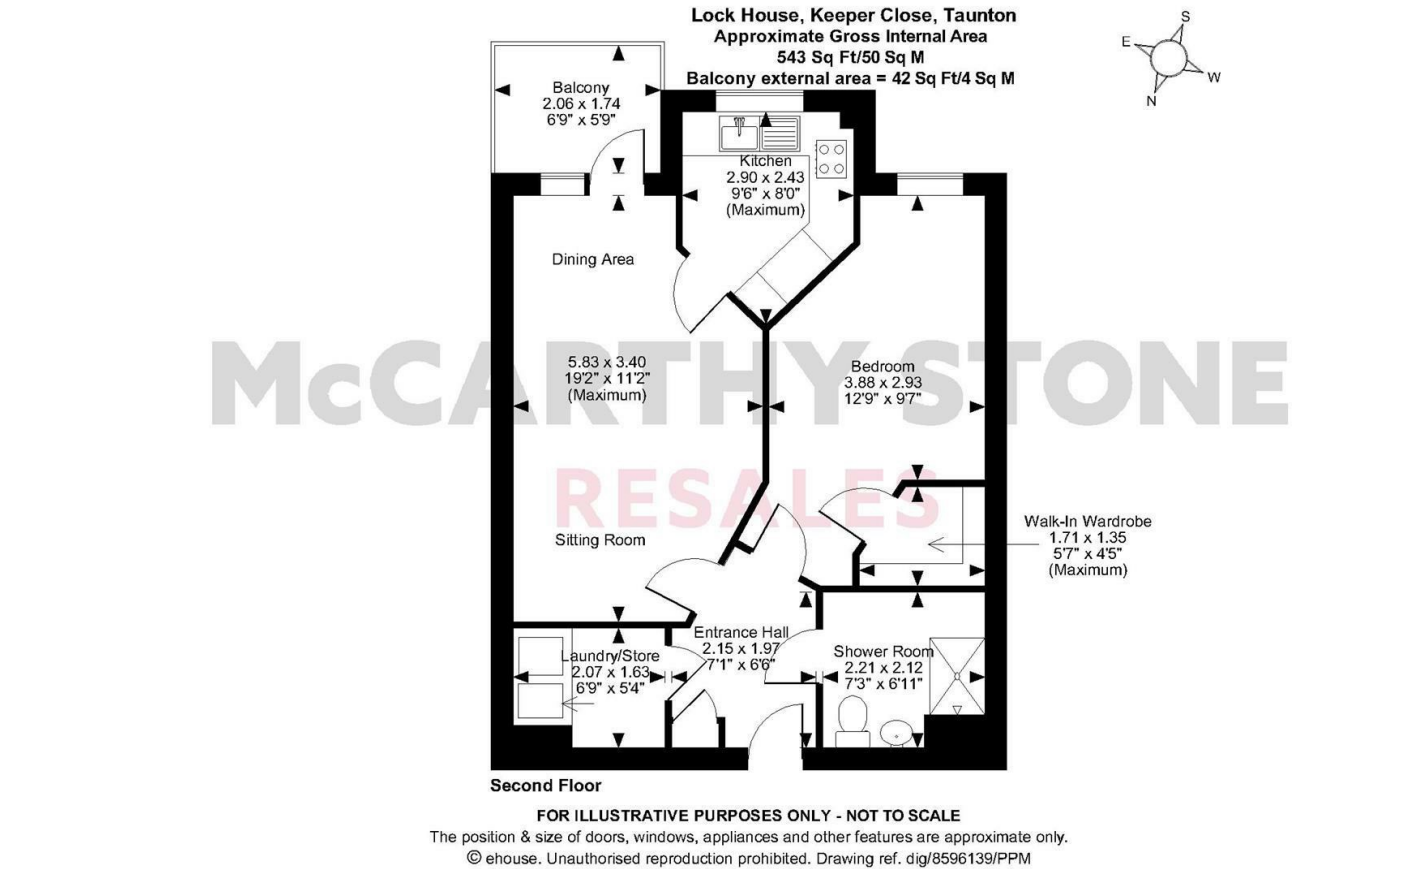 Lock House, Keeper Close, Taunton
Approximate Gross Internal Area
543 Sq Ft/50 Sq M
Balcony external area = 42 Sq Ft/4 Sq M
S
E
W
N
Balcony
2.06 x 1.74
6'9" x 5'9"
Kitchen
2.90 x 2.43
9'6" x 8'0"
(Maximum)
Dining Area
5.83 x 3.40
19'2" x 11'2"
(Maximum)
Bedroom
3.88 x 2.93
12'9" x 9'7"
McCARTHY STONE
RESALES
Sitting Room
Walk-In Wardrobe
1.71 x 1.35
5'7" x 4'5"
(Maximum)
Entrance Hall
2.15 x 1.97
7'1" x 6'6"
Laundry/Store
2.07 x 1.63
6'9" x 5'4"
Shower Room
2.21 x 2.12
7'3" x 6'11"
Second Floor
FOR ILLUSTRATIVE PURPOSES ONLY - NOT TO SCALE
The position & size of doors, windows, appliances and other features are approximate only.
© ehouse. Unauthorised reproduction prohibited. Drawing ref. dig/8596139/PPM